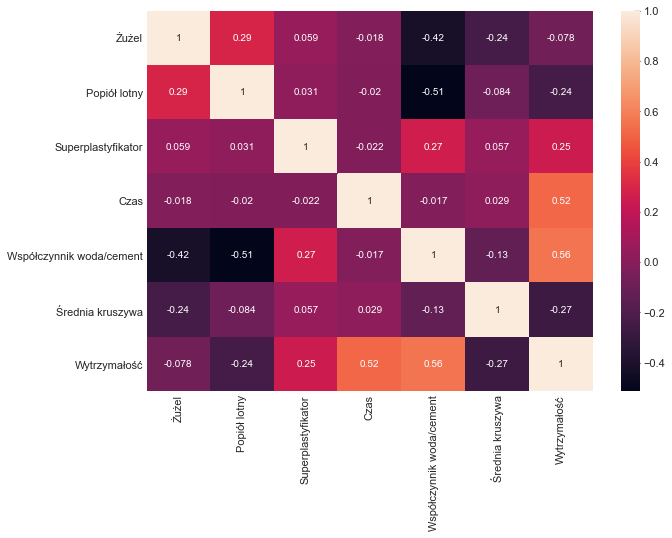 Żużel 1 0.29 0.059 -0.018 -0.42 -0.24 -0.078
Popiół lotny 0.29 1 0.031 -0.02 -0.51 -0.084 -0.24
Superplastyfikator 0.059 0.031 1 -0.022 0.27 0.057 0.25
Czas -0.018 -0.02 -0.022 1 -0.017 0.029 0.52
Współczynnik woda/cement -0.42 -0.51 0.27 -0.017 1 -0.13 0.56
Średnia kruszywa -0.24 -0.084 0.057 0.029 -0.13 1 -0.27
Wytrzymałość -0.078 -0.24 0.25 0.52 0.56 -0.27 1
Żużel
Popiół lotny
Superplastyfikator
Czas
Współczynnik woda/cement
Średnia kruszywa
Wytrzymałość
1.0
0.8
0.6
0.4
0.2
0.0
-0.2
-0.4